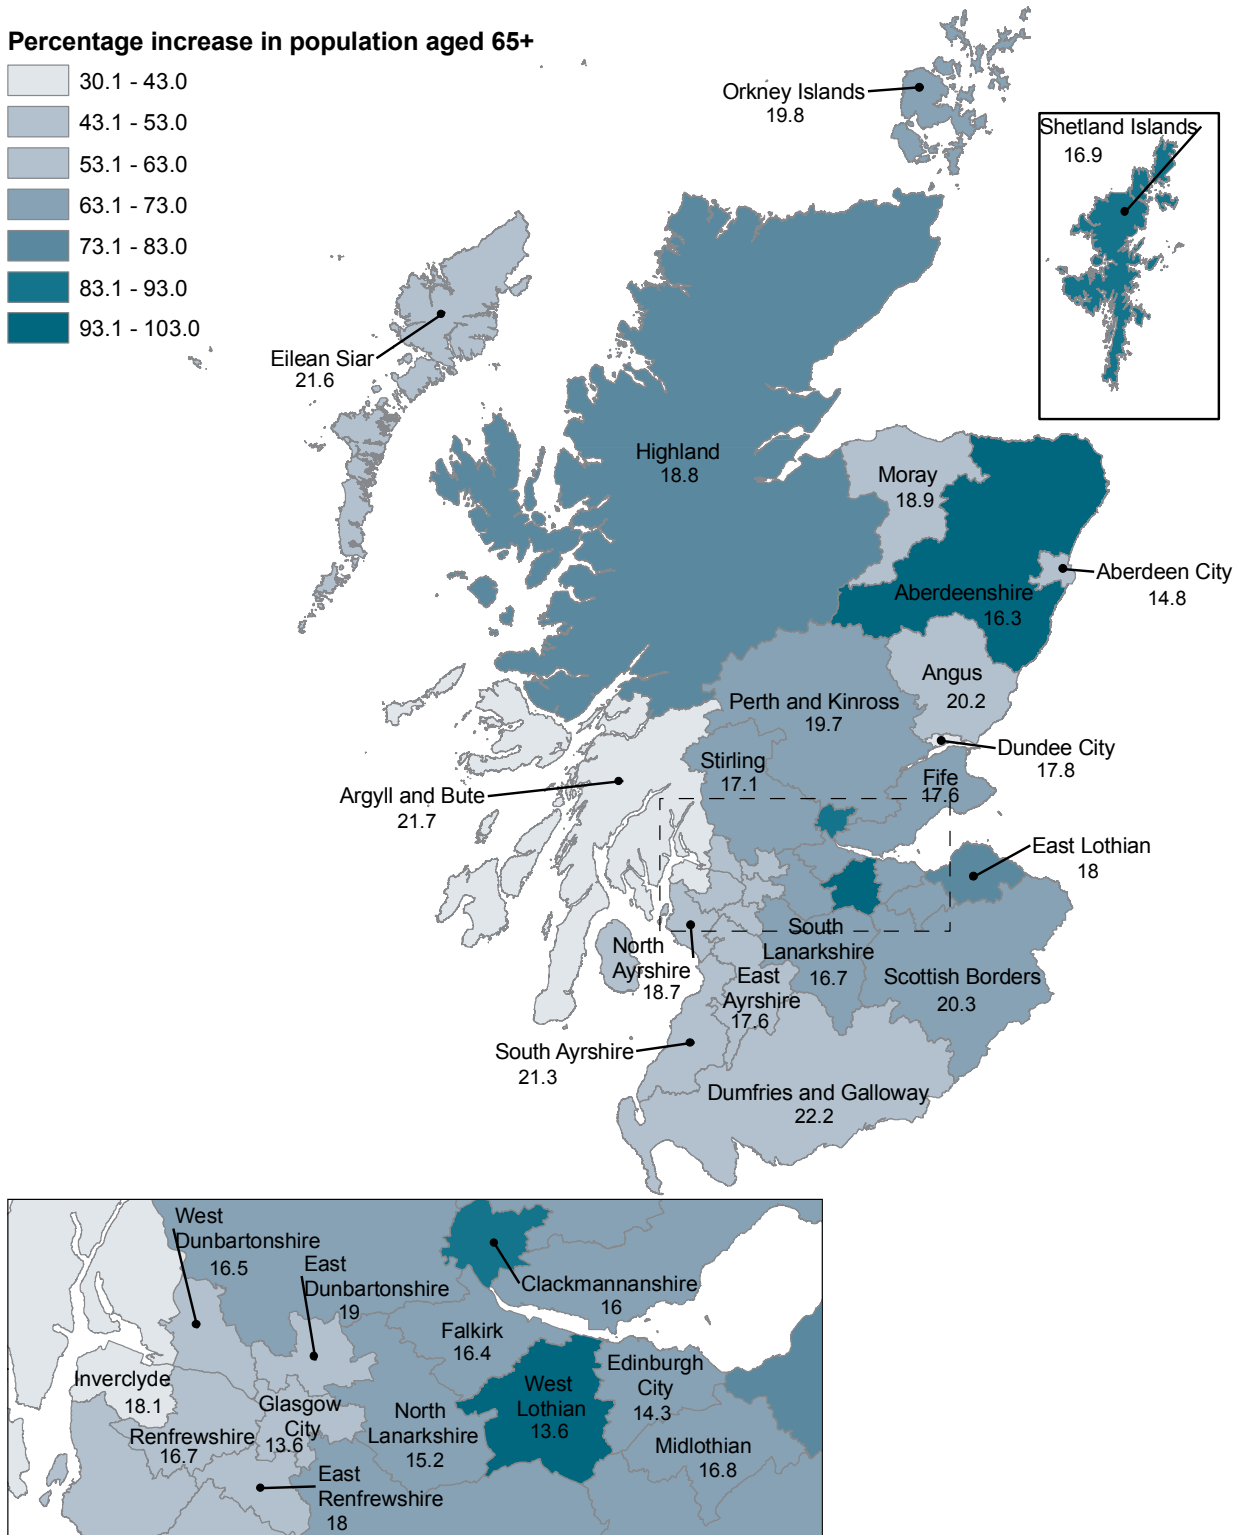 Percentage increase in population aged 65+
30.1 - 43.0
43.1 - 53.0
53.1 - 63.0
63.1 - 73.0
73.1 - 83.0
83.1 - 93.0
93.1 - 103.0
Orkney Islands
19.8
Shetland Islands
16.9
Eilean Siar
21.6
Highland
18.8
Moray
18.9
Aberdeen City
14.8
Aberdeenshire
16.3
Angus
20.2
Perth and Kinross
19.7
Dundee City
17.8
Stirling
17.1
Fife
17.6
Argyll and Bute
21.7
East Lothian
18
South
Lanarkshire
16.7
North
Ayrshire
18.7
East
Ayrshire
17.6
Scottish Borders
20.3
South Ayrshire
21.3
Dumfries and Galloway
22.2
West
Dunbartonshire
16.5
East
Dunbartonshire
19
Clackmannanshire
16
Falkirk
16.4
Edinburgh
City
14.3
West
Lothian
13.6
Inverclyde
18.1
Glasgow
City
13.6
North
Lanarkshire
15.2
Renfrewshire
16.7
Midlothian
16.8
East
Renfrewshire
18